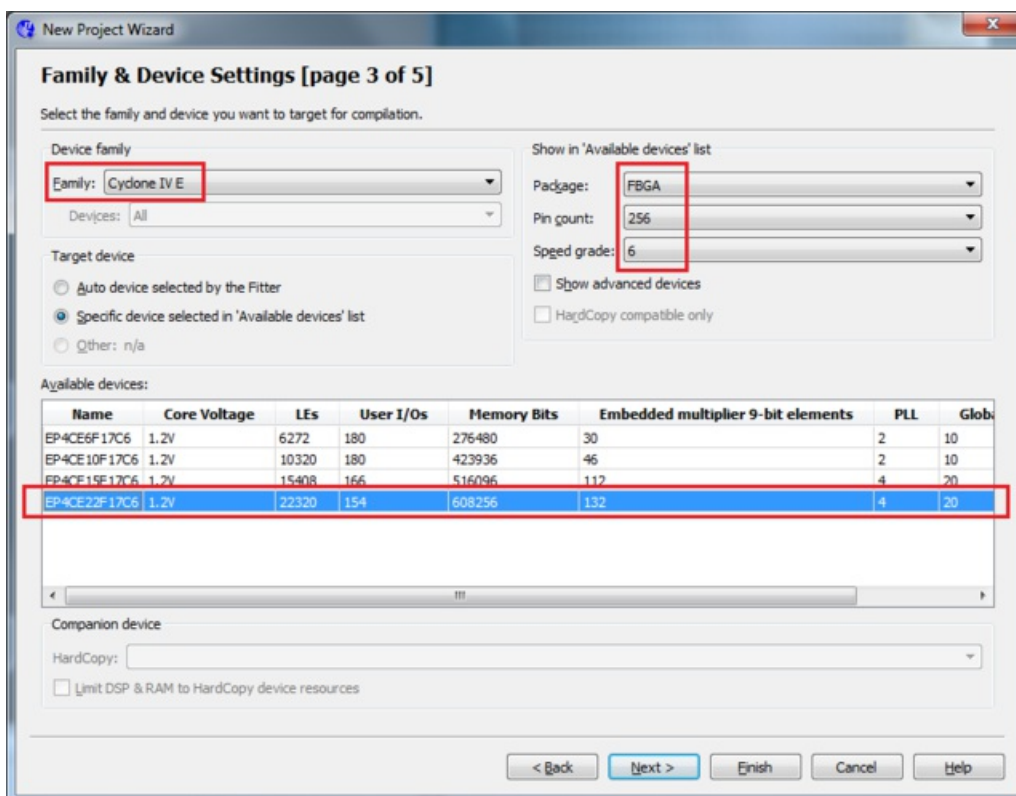 New Project Wizard
Family & Device Settings [page 3 of 5]
Select the family and device you want to target for compilation.
Device family
Family: Cyclone IV E
Devices: All
Show in 'Available devices' list
Package: FBGA
Pin count: 256
Speed grade: 6
Show advanced devices
HardCopy compatible only
Target device
Auto device selected by the Fitter
Specific device selected in 'Available devices' list
Other: n/a
Available devices:
Name Core Voltage LEs User I/Os Memory Bits Embedded multiplier 9-bit elements PLL Globa
EP4CE6F17C6 1.2V 6272 180 276480 30 2 10
EP4CE10F17C6 1.2V 10320 180 423936 46 2 10
EP4CE15F17C6 1.2V 15408 166 516096 112 4 20
EP4CE22F17C6 1.2V 22320 154 608256 132 4 20
Companion device
HardCopy:
Limit DSP & RAM to HardCopy device resources
< Back Next > Finish Cancel Help